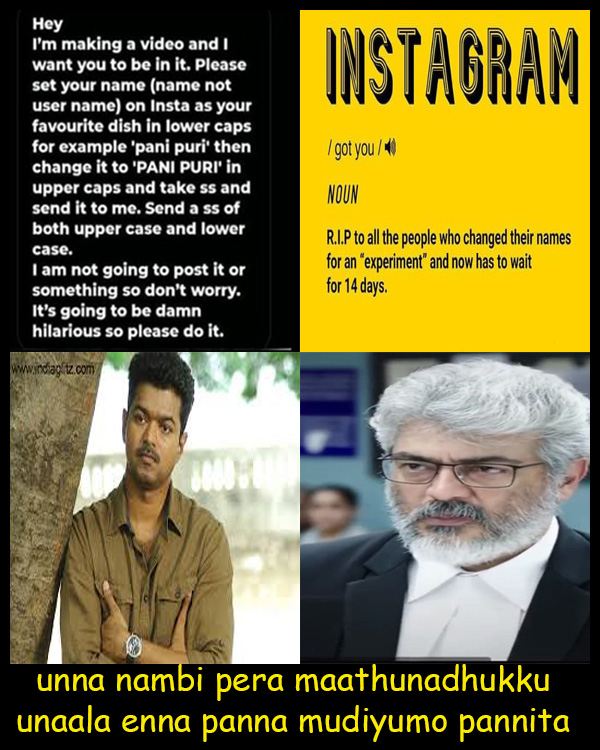 Hey
I'm making a video and I
want you to be in it. Please
set your name (name not
user name) on Insta as your
favourite dish in lower caps
for example 'pani puri' then
change it to 'PANI PURI' in
upper caps and take ss and
send it to me. Send a ss of
both upper case and lower
case.
I am not going to post it or
something so don't worry.
It's going to be damn
hilarious so please do it.
INSTAGRAM
/ got you /
NOUN
R.I.P to all the people who changed their names
for an "experiment" and now has to wait
for 14 days.
www.indiaglitz.com
unna nambi pera maathunadhukku
unaala enna panna mudiyumo pannita